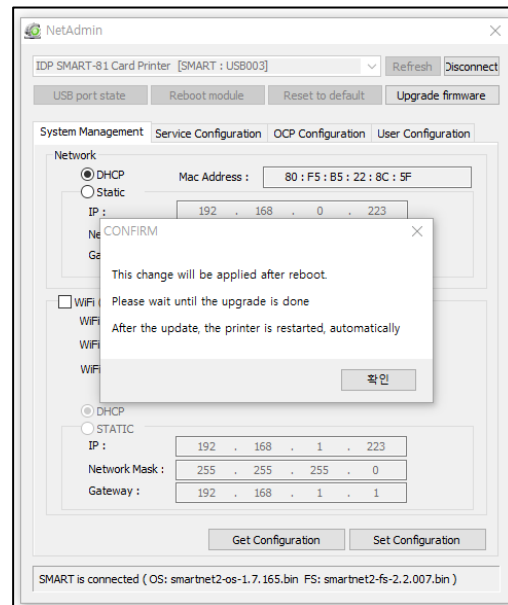 NetAdmin
IDP SMART-81 Card Printer [SMART : USB003] Refresh Disconnect
USB port state Reboot module Reset to default Upgrade firmware
System Management Service Configuration OCP Configuration User Configuration
Network
DHCP Mac Address : 80 : F5 : B5 : 22 : 8C : 5F
Static
IP : 192 . 168 . 0 . 223
Ne
Ga
CONFIRM
This change will be applied after reboot.
Please wait until the upgrade is done
After the update, the printer is restarted, automatically
확인
WiFi
WiFi
WiFi
WiFi
DHCP
STATIC
IP : 192 . 168 . 1 . 223
Network Mask : 255 . 255 . 255 . 0
Gateway : 192 . 168 . 1 . 1
Get Configuration Set Configuration
SMART is connected ( OS: smartnet2-os-1.7.165.bin FS: smartnet2-fs-2.2.007.bin )